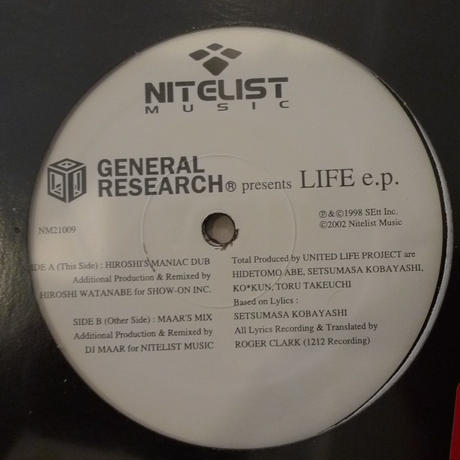 NITELIST
MUSIC
GENERAL
RESEARCH® presents LIFE e.p.
NM21009
℗&©1998 SEtt Inc.
©2002 Nitelist Music
IDE A (This Side) : HIROSHI'S MANIAC DUB
Additional Production & Remixed by
HIROSHI WATANABE for SHOW-ON INC.
SIDE B (Other Side) : MAAR'S MIX
Additional Production & Remixed by
DJ MAAR for NITELIST MUSIC
Total Produced by UNITED LIFE PROJECT are
HIDETOMO ABE, SETSUMASA KOBAYASHI,
KO*KUN, TORU TAKEUCHI
Based on Lylics :
SETSUMASA KOBAYASHI
All Lyrics Recording & Translated by
ROGER CLARK (1212 Recording)